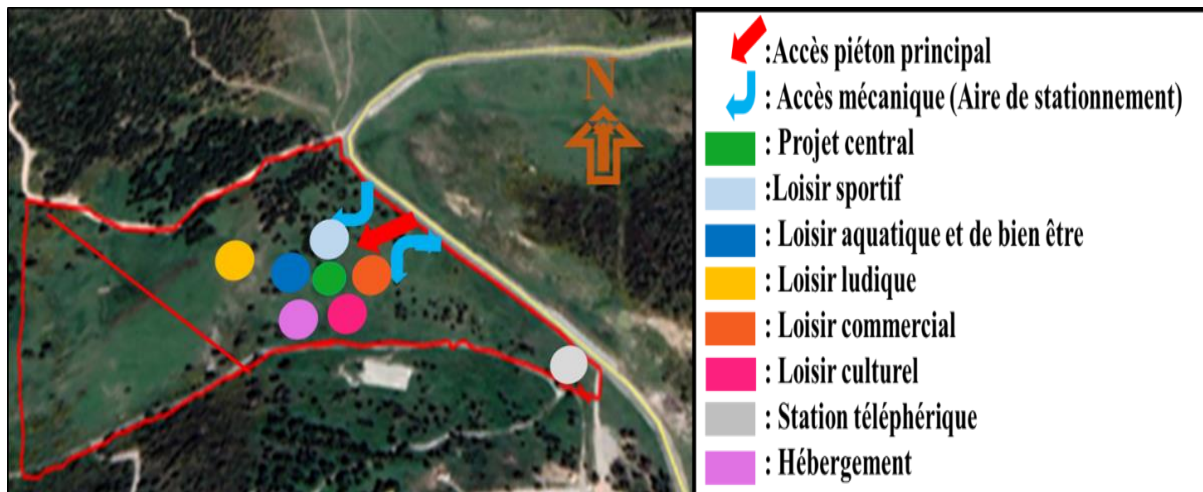 N
:Accès piéton principal
: Accès mécanique (Aire de stationnement)
: Projet central
:Loisir sportif
: Loisir aquatique et de bien être
: Loisir ludique
: Loisir commercial
: Loisir culturel
: Station téléphérique
: Hébergement